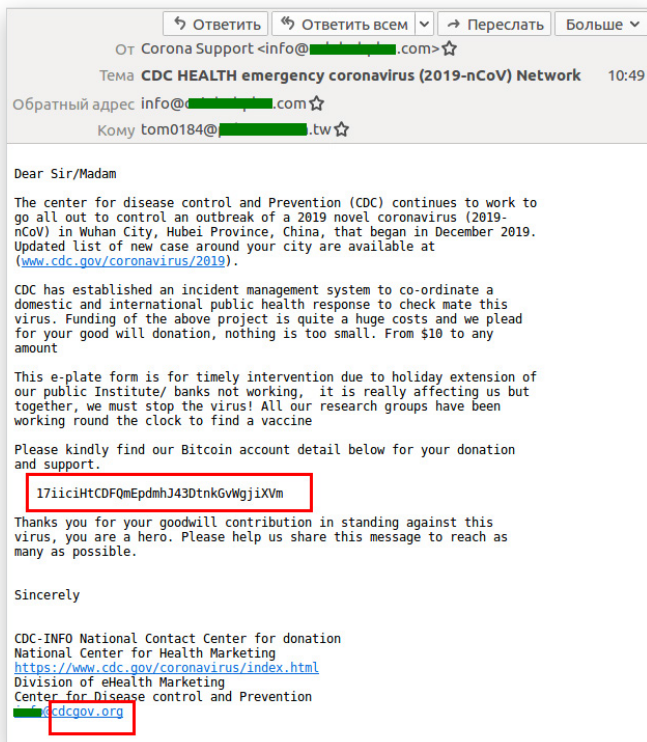 Ответить Ответить всем Переслать Больше
От Corona Support <info@ .com>
Тема CDC HEALTH emergency coronavirus (2019-nCoV) Network 10:49
Обратный адрес info@ .com
Кому tom0184@ .tw
Dear Sir/Madam
The center for disease control and Prevention (CDC) continues to work to
go all out to control an outbreak of a 2019 novel coronavirus (2019-
nCoV) in Wuhan City, Hubei Province, China, that began in December 2019.
Updated list of new case around your city are available at
(www.cdc.gov/coronavirus/2019).
CDC has established an incident management system to co-ordinate a
domestic and international public health response to check mate this
virus. Funding of the above project is quite a huge costs and we plead
for your good will donation, nothing is too small. From $10 to any
amount
This e-plate form is for timely intervention due to holiday extension of
our public Institute/ banks not working,  it is really affecting us but
together, we must stop the virus! All our research groups have been
working round the clock to find a vaccine
Please kindly find our Bitcoin account detail below for your donation
and support.
17iiciHtCDFQmEpdmhJ43DtnkGvWgjiXVm
Thanks you for your goodwill contribution in standing against this
virus, you are a hero. Please help us share this message to reach as
many as possible.
Sincerely
CDC-INFO National Contact Center for donation
National Center for Health Marketing
https://www.cdc.gov/coronavirus/index.html
Division of eHealth Marketing
Center for Disease control and Prevention
@cdcgov.org